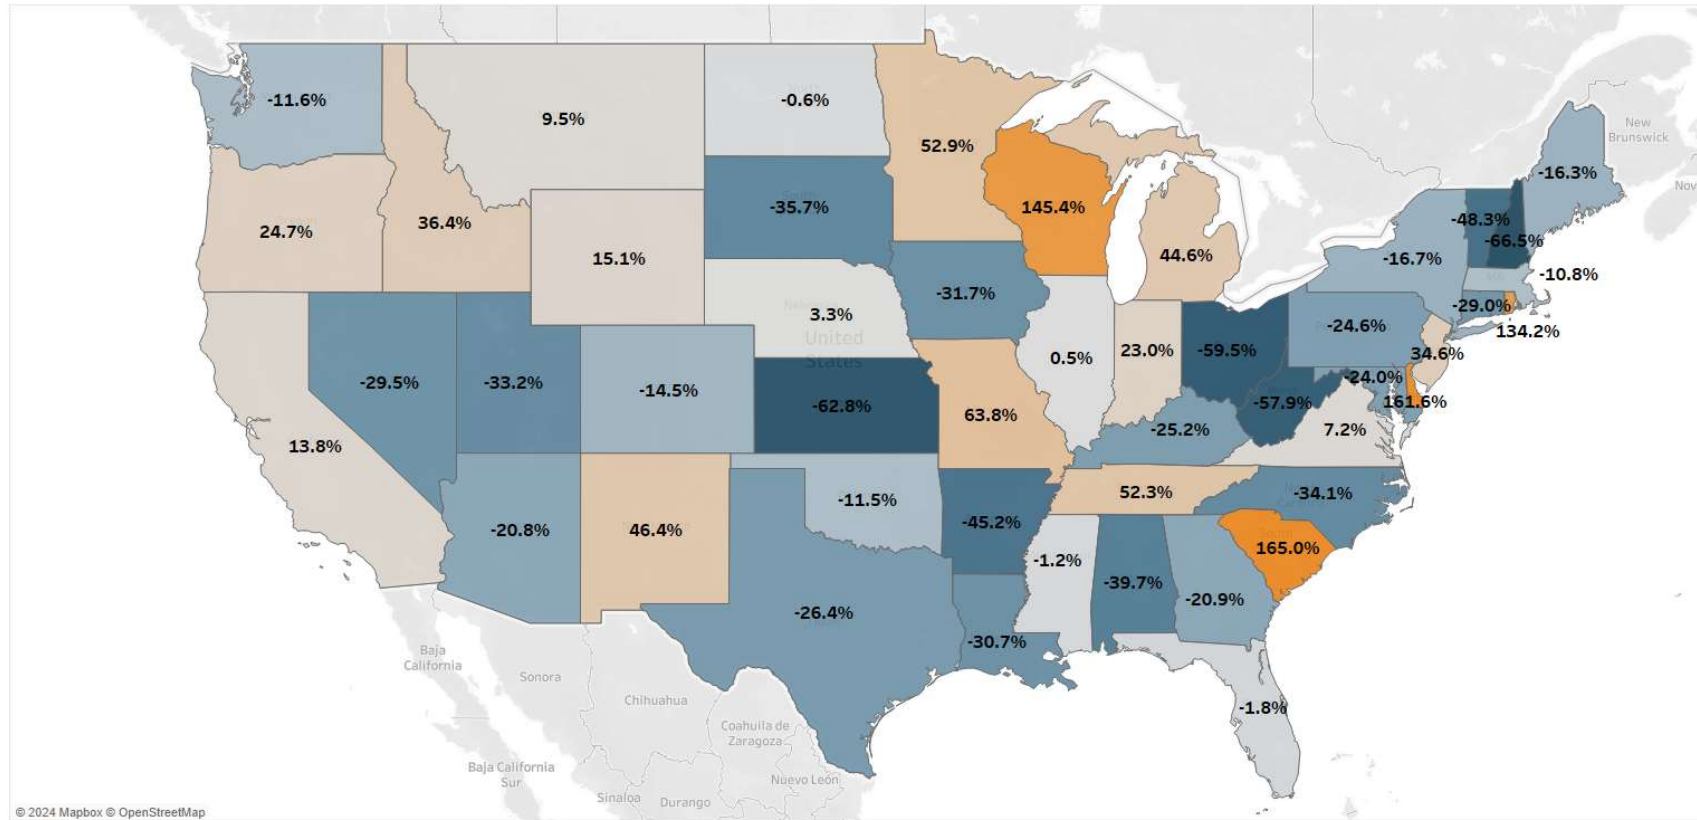 New
Brunswick
Nov
-11.6%
9.5%
-0.6%
52.9%
-16.3%
24.7%
36.4%
15.1%
-35.7%
145.4%
44.6%
-48.3%
-66.5%
-16.7%
-10.8%
-31.7%
3.3%
United
States
-29.0%
134.2%
-24.6%
34.6%
-29.5%
-33.2%
-14.5%
-62.8%
63.8%
0.5%
23.0%
-59.5%
-57.9%
-24.0%
161.6%
13.8%
-25.2%
7.2%
-20.8%
46.4%
-11.5%
-45.2%
52.3%
-34.1%
-26.4%
-30.7%
-1.2%
-39.7%
-20.9%
165.0%
-1.8%
Baja
California
Sonora
Chihuahua
Coahuila de
Zaragoza
Baja California
Sur
Sinaloa
Durango
Nuevo León
© 2024 Mapbox © OpenStreetMap